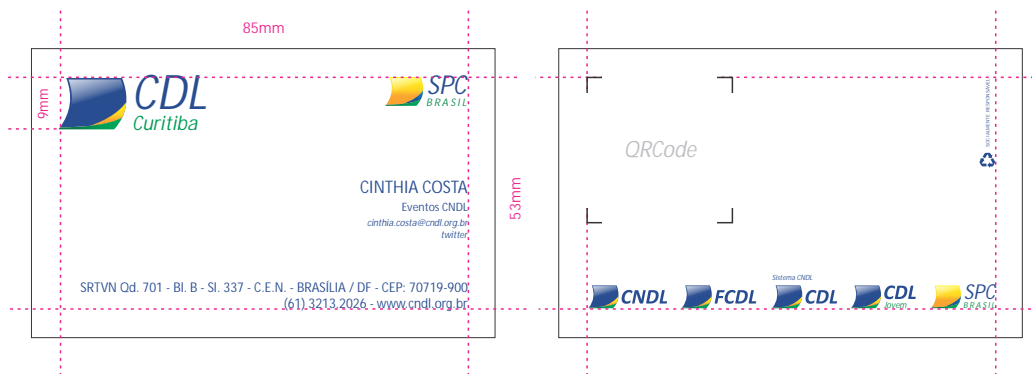 85mm
9mm
CDL
Curitiba
SPC
BRASIL
CINTHIA COSTA
Eventos CNDL
cinthia.costa@cndl.org.br
twitter
SRTVN Qd. 701 - Bl. B - Sl. 337 - C.E.N. - BRASÍLIA / DF - CEP: 70719-900
(61) 3213.2026 - www.cndl.org.br
53mm
QRCode
SOCIALMENTE RESPONSÁVEL
Sistema CNDL
CNDL
FCDL
CDL
CDL
Jovem
SPC
BRASIL